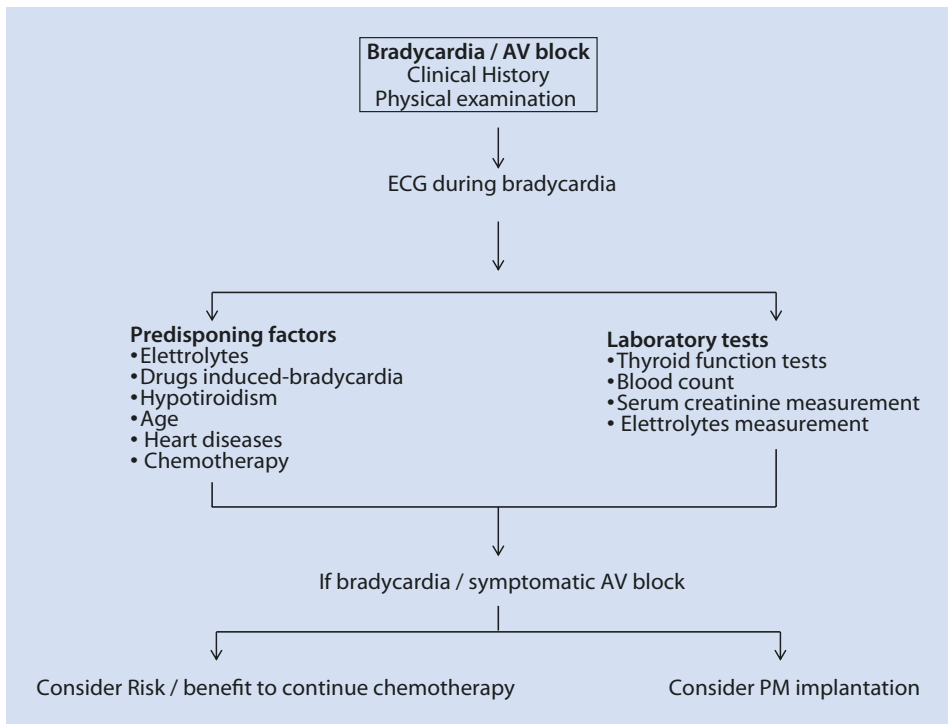 Bradycardia / AV block
Clinical History
Physical examination
ECG during bradycardia
Predisponing factors
•Elettrolytes
•Drugs induced-bradycardia
•Hypotiroidism
•Age
• Heart diseases
• Chemotherapy
Laboratory tests
•Thyroid function tests
•Blood count
•Serum creatinine measurement
• Elettrolytes measurement
If bradycardia / symptomatic AV block
Consider Risk / benefit to continue chemotherapy
Consider PM implantation